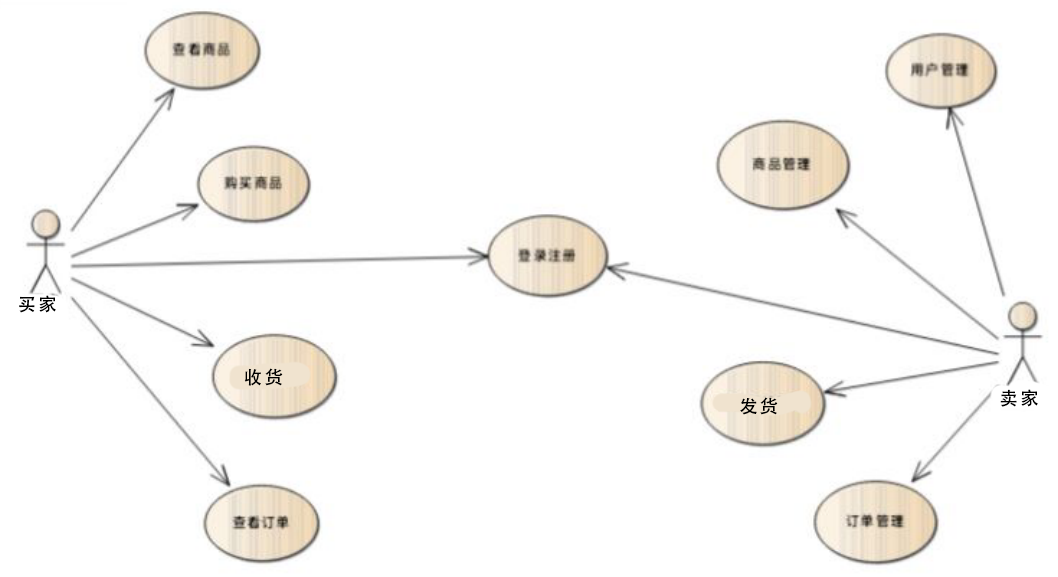 查看商品
用户管理
商品管理
购买商品
登录注册
买家
收货
卖家
发货
查看订单
订单管理